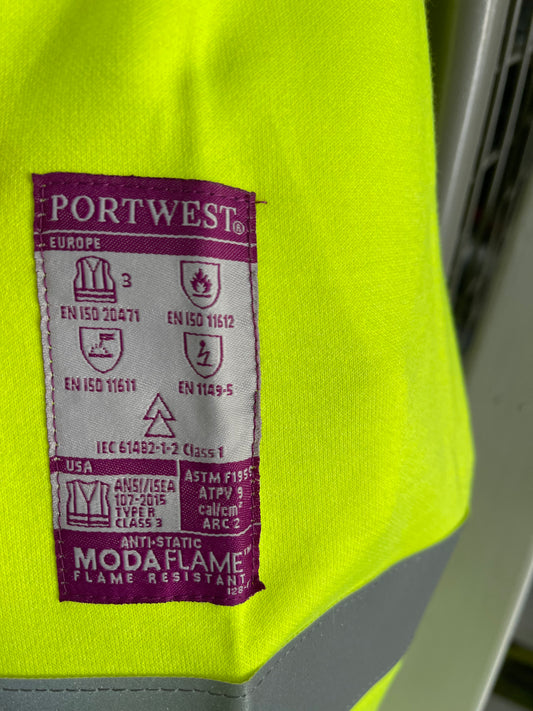 PORTWEST®
EUROPE
3
EN ISO 20471 EN ISO 11612
EN ISO 11611 EN 1149-5
IEC 61482-1-2 Class 1
USA
ANSI/ISEA
107-2015
TYPE R
CLASS 3
ASTM F1959
ATPV 9
cal/cm²
ARC 2
ANTI-STATIC
MODAFLAME™
FLAME RESISTANT